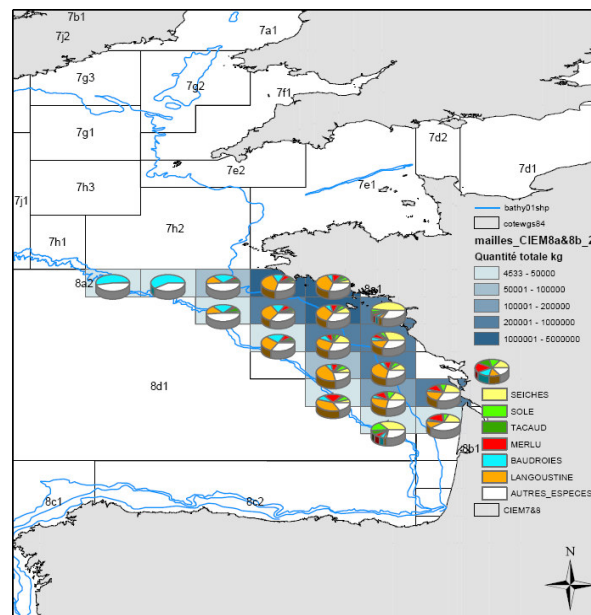 7b1
7j2
7a1
7g3
7g2
7f1
7g1
7d2
7e2
7d1
7h3
7e1
7j1
7h2
7h1
8a2
8a1
8d1
8b1
8c1
8c2
bathy01shp
cotewgs84
mailles_CIEM8a&8b_2
Quantité totale kg
4533 - 50000
50001 - 100000
100001 - 200000
200001 - 1000000
1000001 - 5000000
SEICHES
SOLE
TACAUD
MERLU
BAUDROIES
LANGOUSTINE
AUTRES_ESPECES
CIEM7&8
N